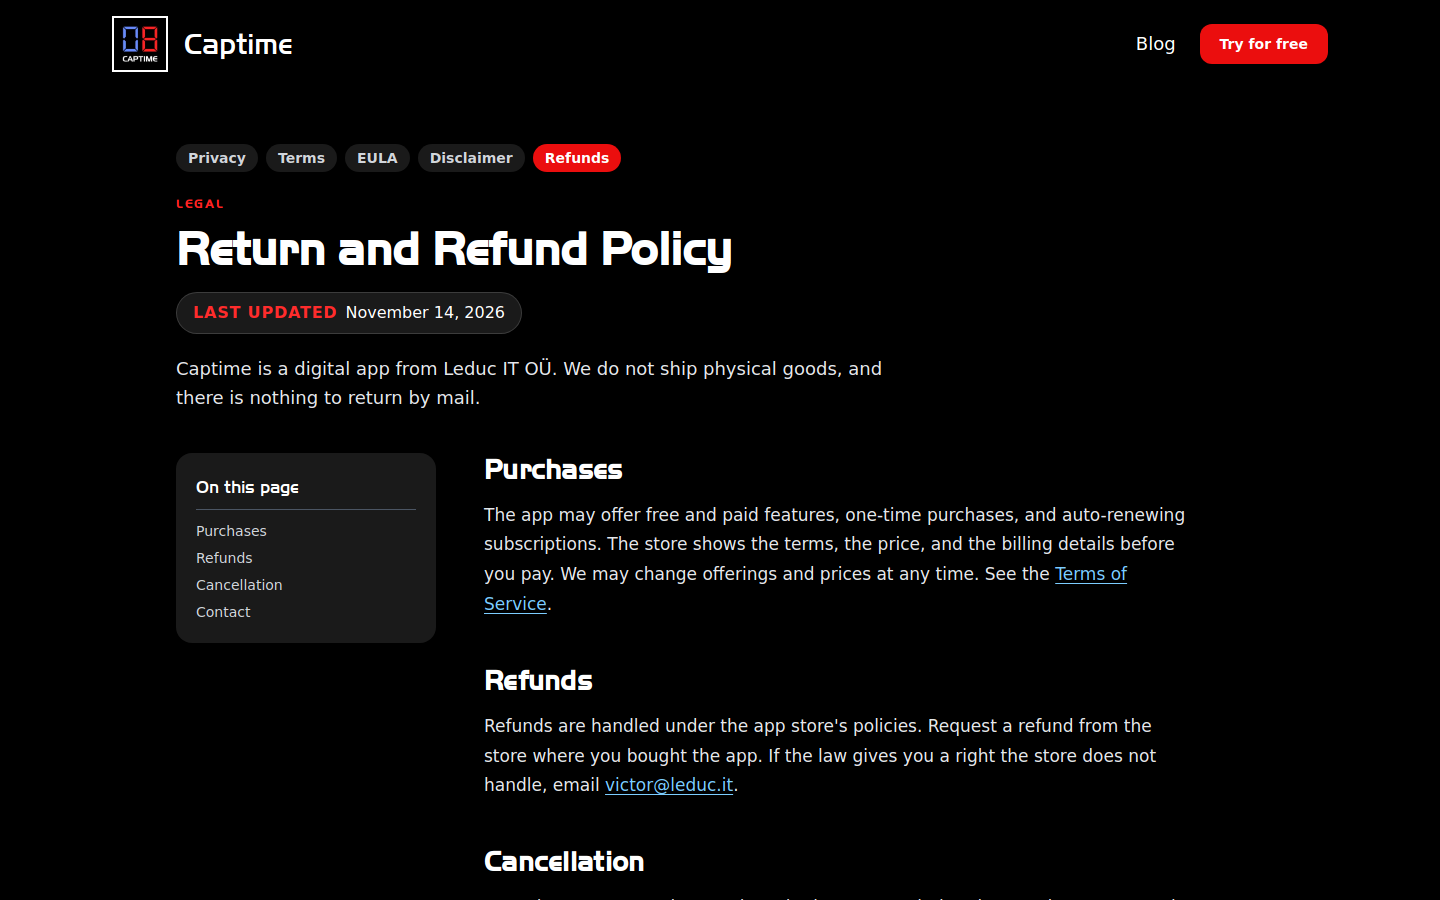 08
CAPTIME
Captime
Blog
Try for free
Privacy
Terms
EULA
Disclaimer
Refunds
LEGAL
Return and Refund Policy
LAST UPDATED November 14, 2026
Captime is a digital app from Leduc IT OÜ. We do not ship physical goods, and
there is nothing to return by mail.
On this page
Purchases
Refunds
Cancellation
Contact
Purchases
The app may offer free and paid features, one-time purchases, and auto-renewing
subscriptions. The store shows the terms, the price, and the billing details before
you pay. We may change offerings and prices at any time. See the Terms of
Service.
Refunds
Refunds are handled under the app store's policies. Request a refund from the
store where you bought the app. If the law gives you a right the store does not
handle, email victor@leduc.it.
Cancellation